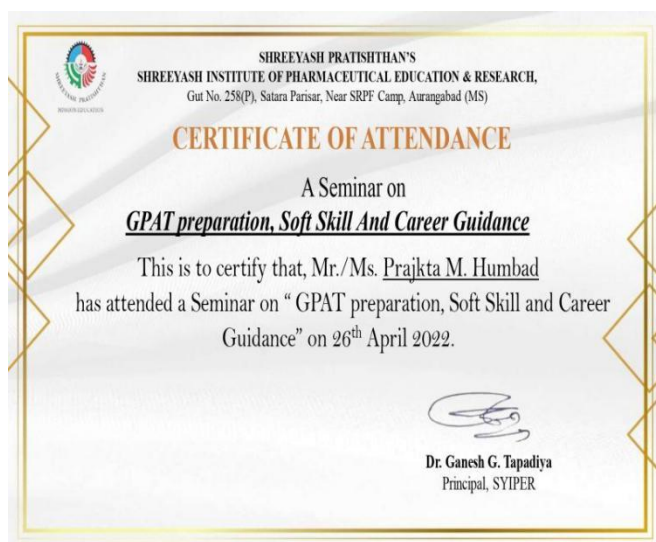 SHREEYASH PRATISHTHAN'S
SHREEYASH INSTITUTE OF PHARMACEUTICAL EDUCATION & RESEARCH,
Gut No. 258(P), Satara Parisar, Near SRPF Camp, Aurangabad (MS)
SHREEYASH PRATISHTHAN
CERTIFICATE OF ATTENDANCE
A Seminar on
GPAT preparation, Soft Skill And Career Guidance
This is to certify that, Mr./Ms. Prajkta M. Humbad
has attended a Seminar on “ GPAT preparation, Soft Skill and Career
Guidance” on 26th April 2022.
Dr. Ganesh G. Tapadiya
Principal, SYIPER